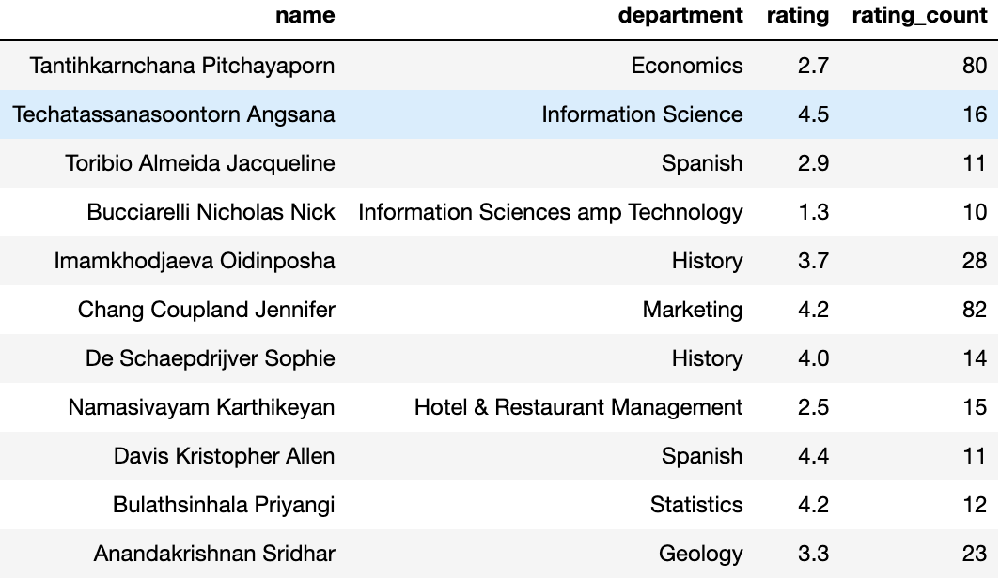 name department rating rating_count
Tantihkarnchana Pitchayaporn Economics 2.7 80
Techatassanasoontorn Angsana Information Science 4.5 16
Toribio Almeida Jacqueline Spanish 2.9 11
Bucciarelli Nicholas Nick Information Sciences amp Technology 1.3 10
Imamkhodjaeva Oidinposha History 3.7 28
Chang Coupland Jennifer Marketing 4.2 82
De Schaepdrijver Sophie History 4.0 14
Namasivayam Karthikeyan Hotel & Restaurant Management 2.5 15
Davis Kristopher Allen Spanish 4.4 11
Bulathsinhala Priyangi Statistics 4.2 12
Anandakrishnan Sridhar Geology 3.3 23